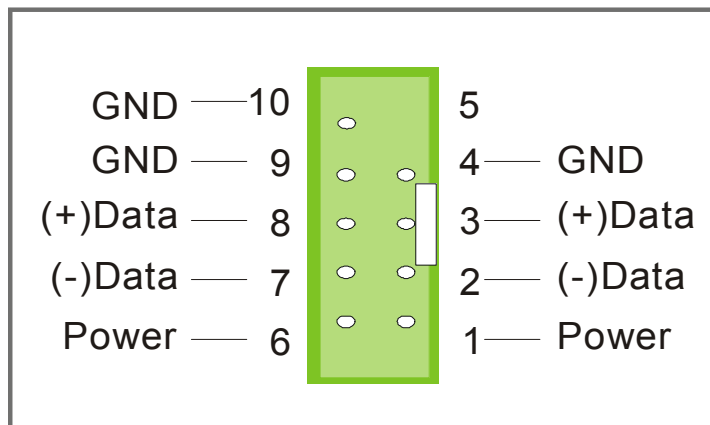 GND 10 5
GND 9 4 GND
(+)Data 8 3 (+)Data
(-)Data 7 2 (-)Data
Power 6 1 Power